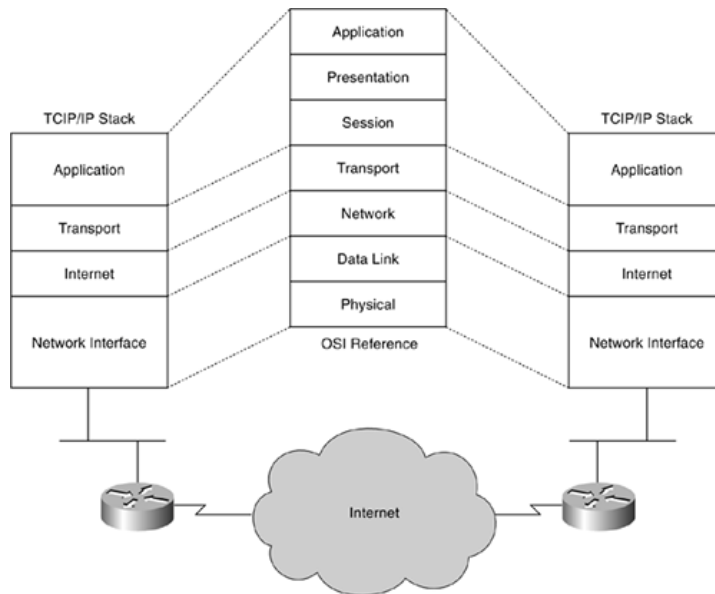 Application
Presentation
Session
Transport
Network
Data Link
Physical
OSI Reference
TCIP/IP Stack
Application
Transport
Internet
Network Interface
TCIP/IP Stack
Application
Transport
Internet
Network Interface
Internet